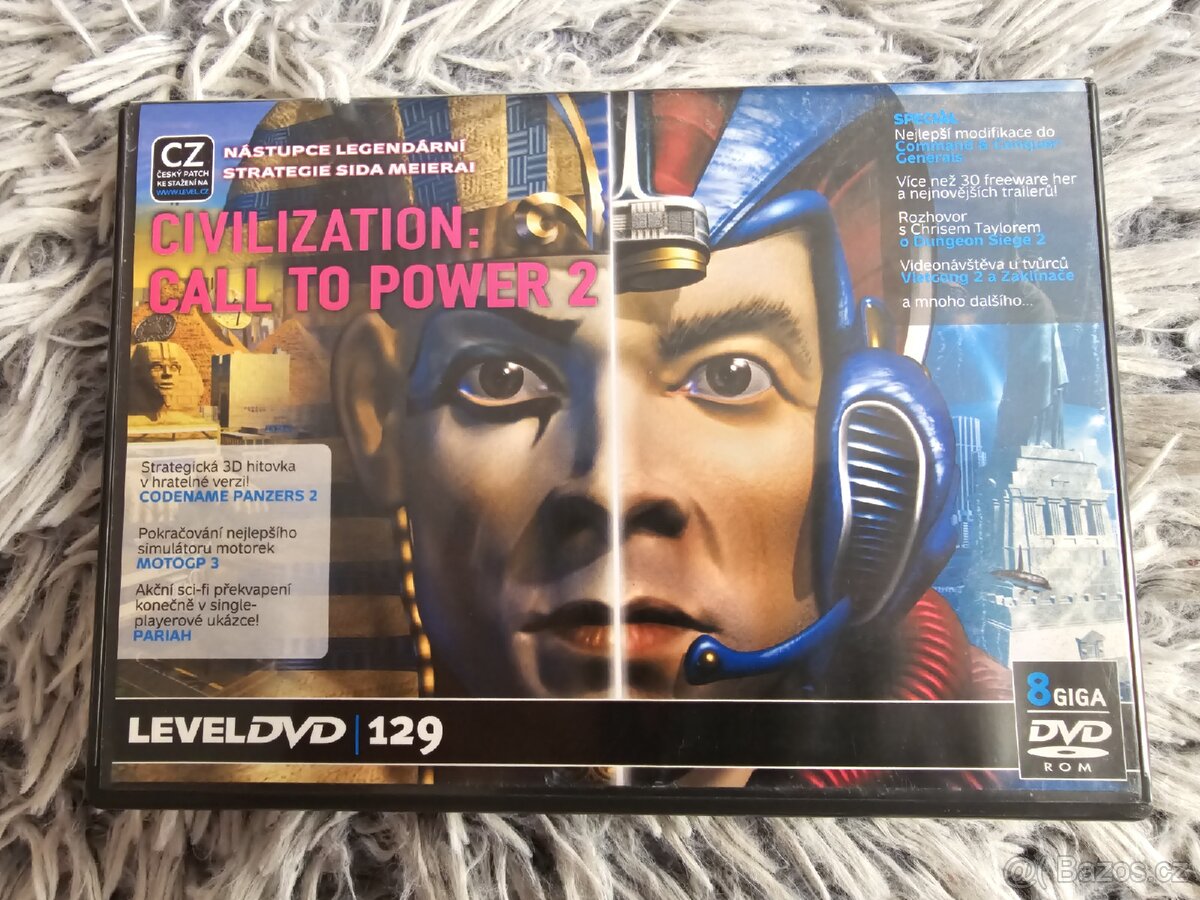 CZ
ČESKÝ PATCH
KE STAŽENÍ NA
WWW.LEVEL.CZ
NÁSTUPCE LEGENDÁRNÍ
STRATEGIE SIDA MEIERA!
CIVILIZATION:
CALL TO POWER 2
SPECIÁL
Nejlepší modifikace do
Command & Conquer
Generals
Více než 30 freeware her
a nejnovějších trailerů!
Rozhovor
s Chrisem Taylorem
o Dungeon Siege 2
Videonávštěva u tvůrců
Vietcong 2 a Zaklínače
a mnoho dalšího...
Strategická 3D hitovka
v hratelné verzi!
CODENAME PANZERS 2
Pokračování nejlepšího
simulátoru motorek
MOTOGP 3
Akční sci-fi překvapení
konečně v single-
playerové ukázce!
PARIAH
LEVELDVD | 129
8 GIGA
DVD
ROM
Bazos.cz